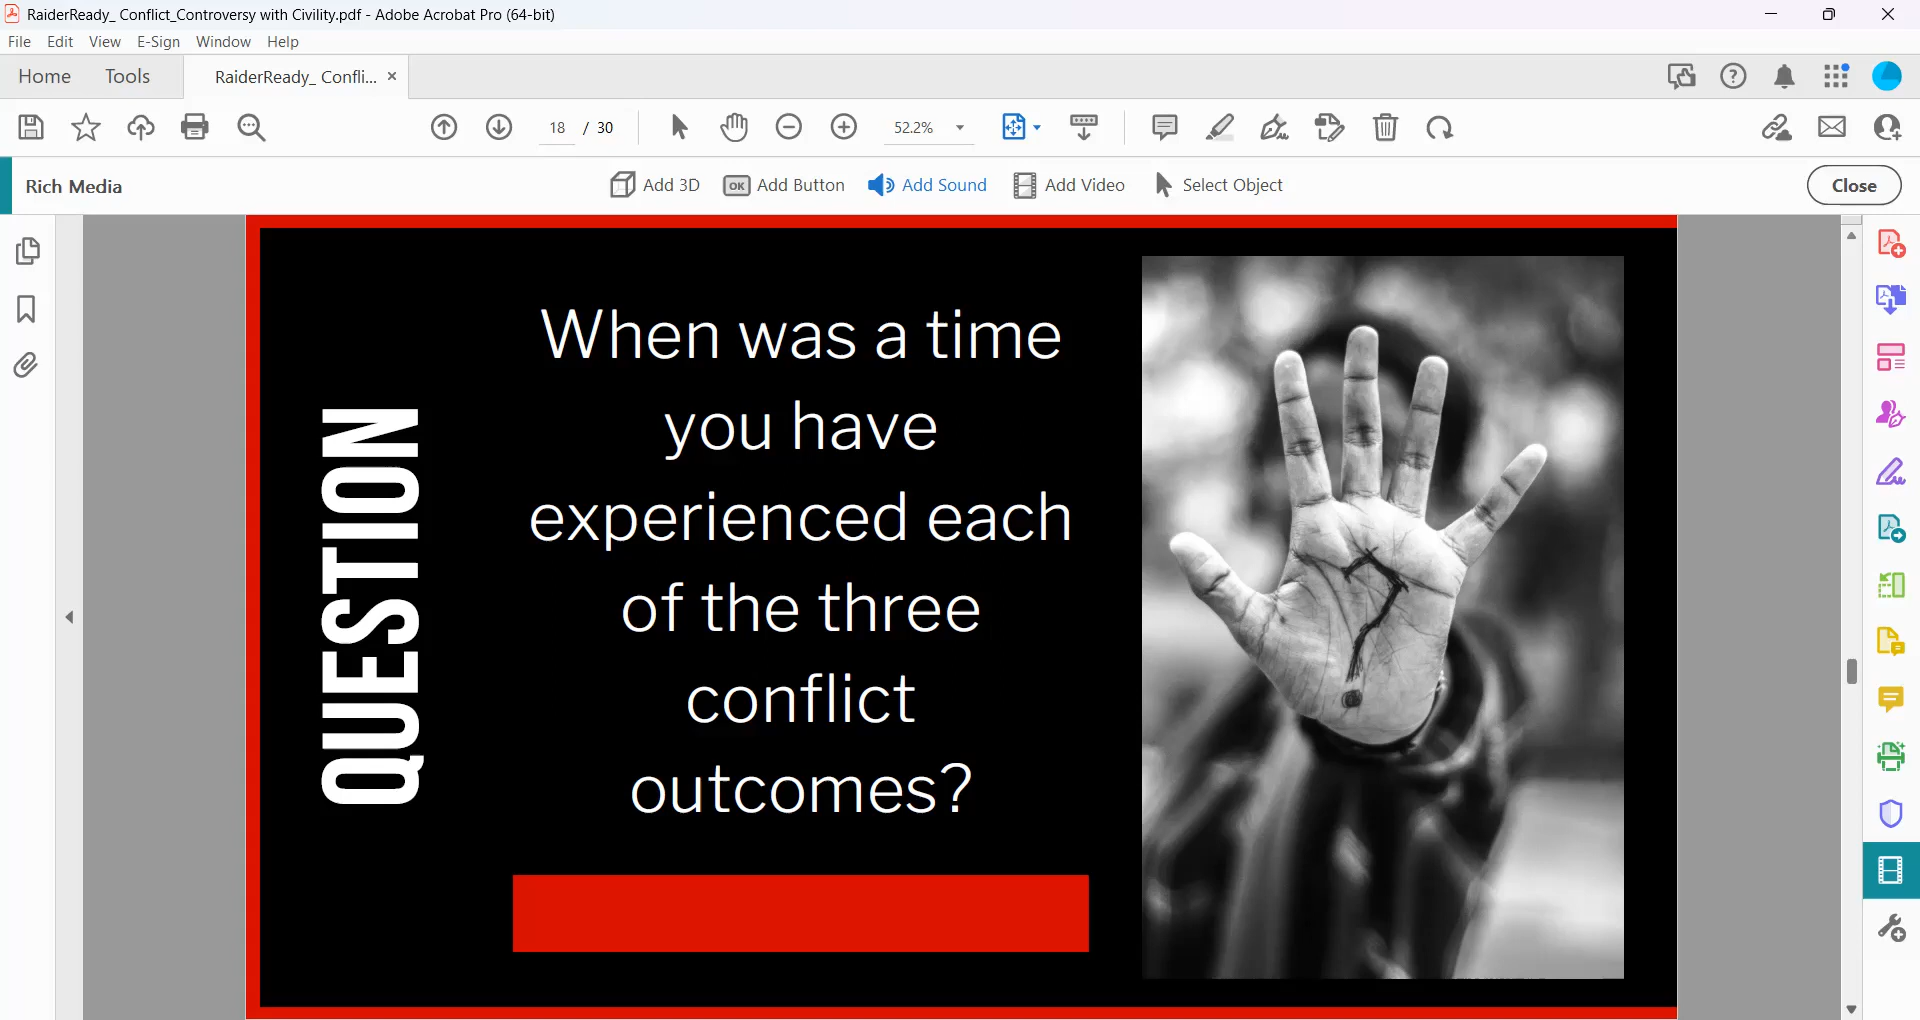 RaiderReady_ Conflict_Controversy with Civility.pdf - Adobe Acrobat Pro (64-bit)
File Edit View E-Sign Window Help
Home Tools RaiderReady_ Confli... ×
18 / 30 52.2%
Rich Media OK Add 3D Add Button Add Sound Add Video Select Object Close
QUESTION
When was a time
you have
experienced each
of the three
conflict
outcomes?
?